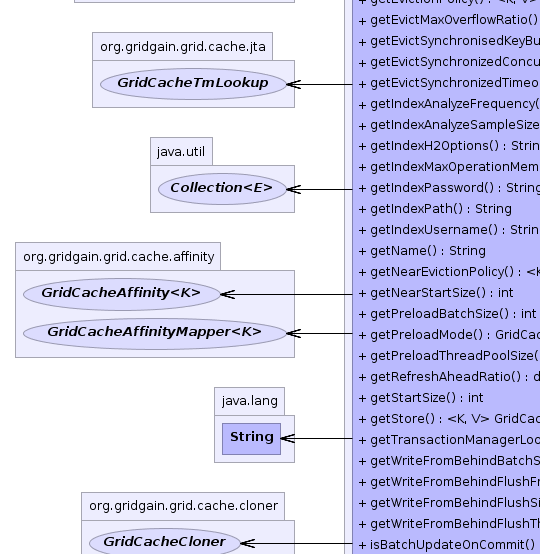 org.gridgain.grid.cache.jta
GridCacheTmLookup
java.util
Collection<E>
org.gridgain.grid.cache.affinity
GridCacheAffinity<K>
GridCacheAffinityMapper<K>
java.lang
String
org.gridgain.grid.cache.cloner
GridCacheCloner
+ getEvictMaxOverflowRatio()
+ getEvictSynchronisedKeyBu
+ getEvictSynchronizedConcu
+ getEvictSynchronizedTimeo
+ getIndexAnalyzeFrequency(
+ getIndexAnalyzeSampleSize
+ getIndexH2Options() : Strin
+ getIndexMaxOperationMem
+ getIndexPassword() : String
+ getIndexPath() : String
+ getIndexUsername() : Strin
+ getName() : String
+ getNearEvictionPolicy() : <K
+ getNearStartSize() : int
+ getPreloadBatchSize() : int
+ getPreloadMode() : GridCac
+ getPreloadThreadPoolSize(
+ getRefreshAheadRatio() : d
+ getStartSize() : int
+ getStore() : <K, V> GridCac
+ getTransactionManagerLoo
+ getWriteFromBehindBatchS
+ getWriteFromBehindFlushFr
+ getWriteFromBehindFlushSi
+ getWriteFromBehindFlushTh
+ isBatchUpdateOnCommit()